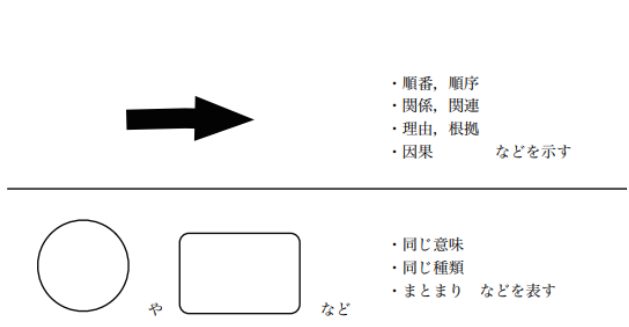 ・順番，順序
・関係，関連
・理由，根拠
・因果　　　　などを示す
や　など
・同じ意味
・同じ種類
・まとまり　などを表す